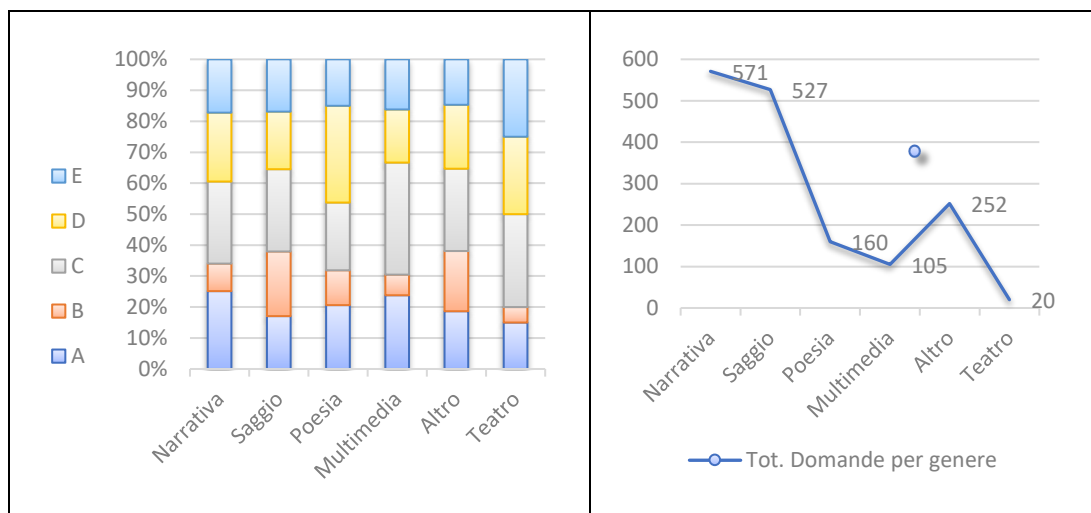 100%
90%
80%
70%
60%
50%
40%
30%
20%
10%
0%
E
D
C
B
A
Narrativa
Saggio
Poesia
Multimedia
Altro
Teatro
600
500
400
300
200
100
0
571
527
160
105
252
20
Narrativa
Saggio
Poesia
Multimedia
Altro
Teatro
Tot. Domande per genere